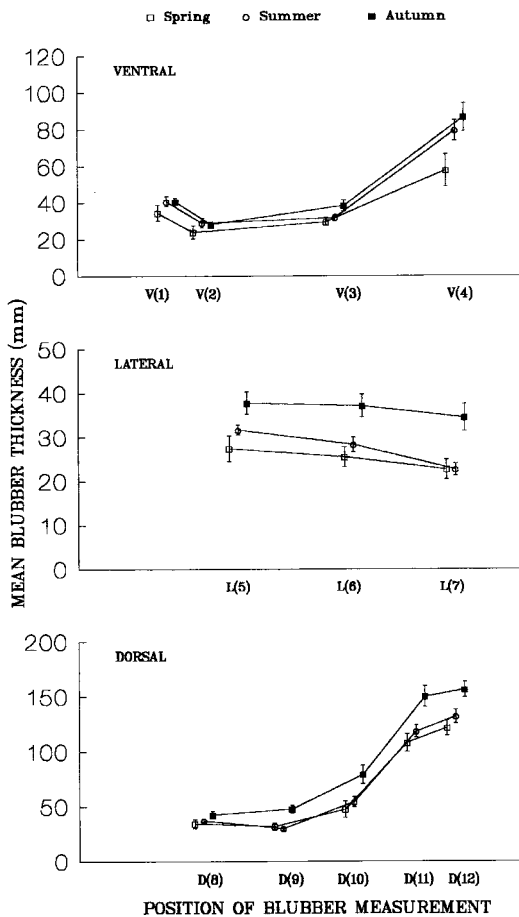 Spring Summer Autumn
VENTRAL
120
100
80
60
40
20
0
V(1) V(2) V(3) V(4)
MEAN BLUBBER THICKNESS (mm)
LATERAL
50
40
30
20
10
0
L(5) L(6) L(7)
DORSAL
200
150
100
50
0
D(8) D(9) D(10) D(11) D(12)
POSITION OF BLUBBER MEASUREMENT